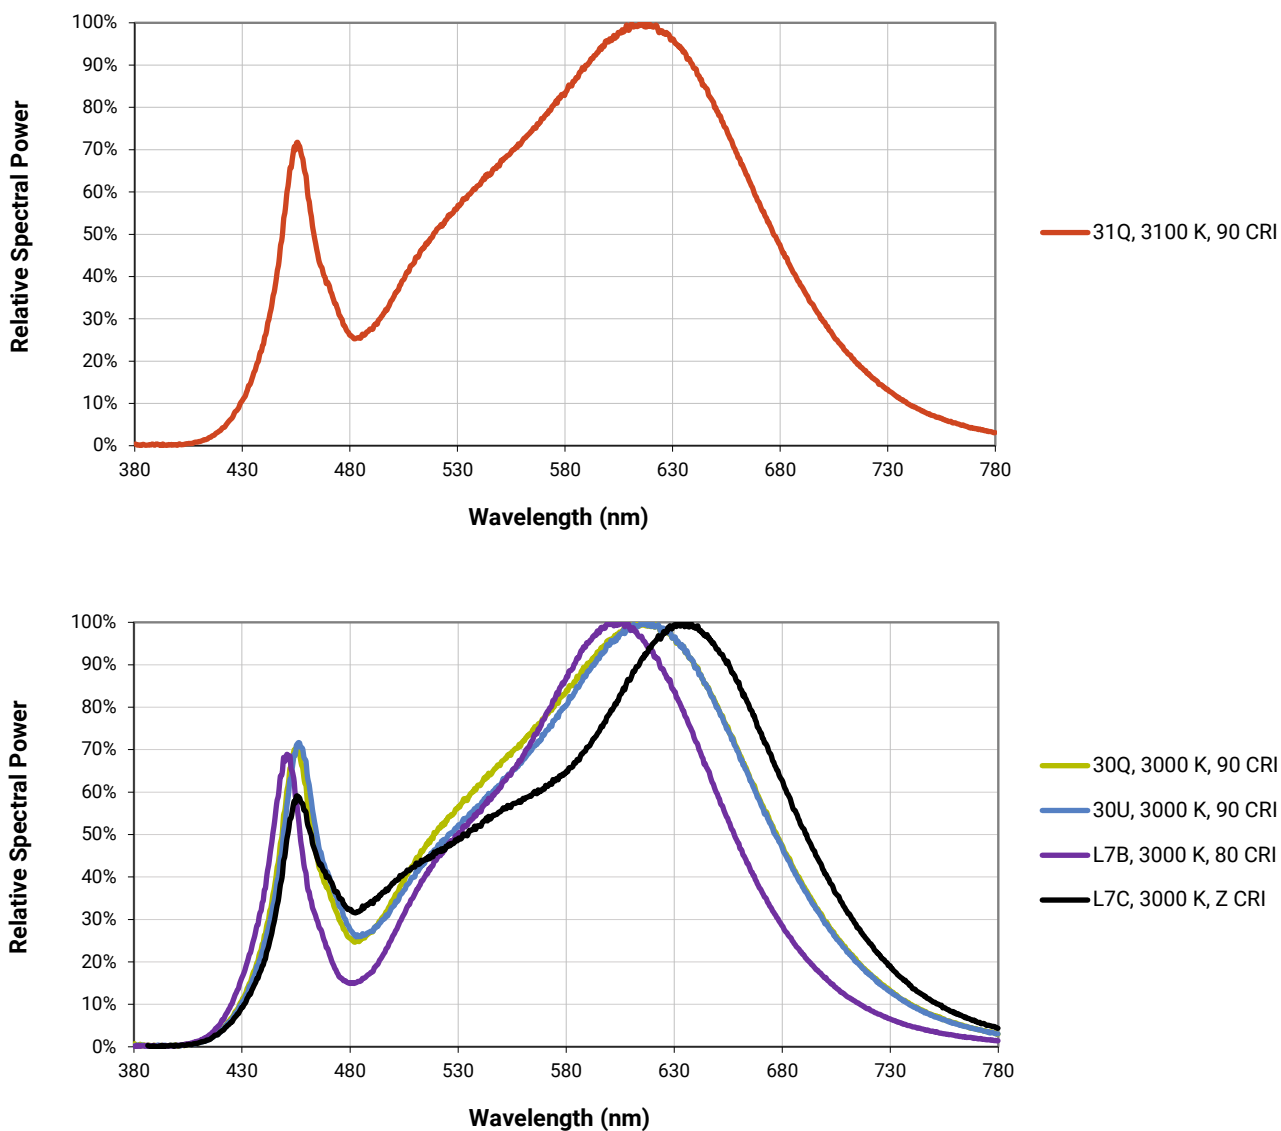 100%
90%
80%
70%
60%
50%
40%
30%
20%
10%
0%
Relative Spectral Power
380 430 480 530 580 630 680 730 780
Wavelength (nm)
31Q, 3100 K, 90 CRI
100%
90%
80%
70%
60%
50%
40%
30%
20%
10%
0%
Relative Spectral Power
380 430 480 530 580 630 680 730 780
Wavelength (nm)
30Q, 3000 K, 90 CRI
30U, 3000 K, 90 CRI
L7B, 3000 K, 80 CRI
L7C, 3000 K, Z CRI